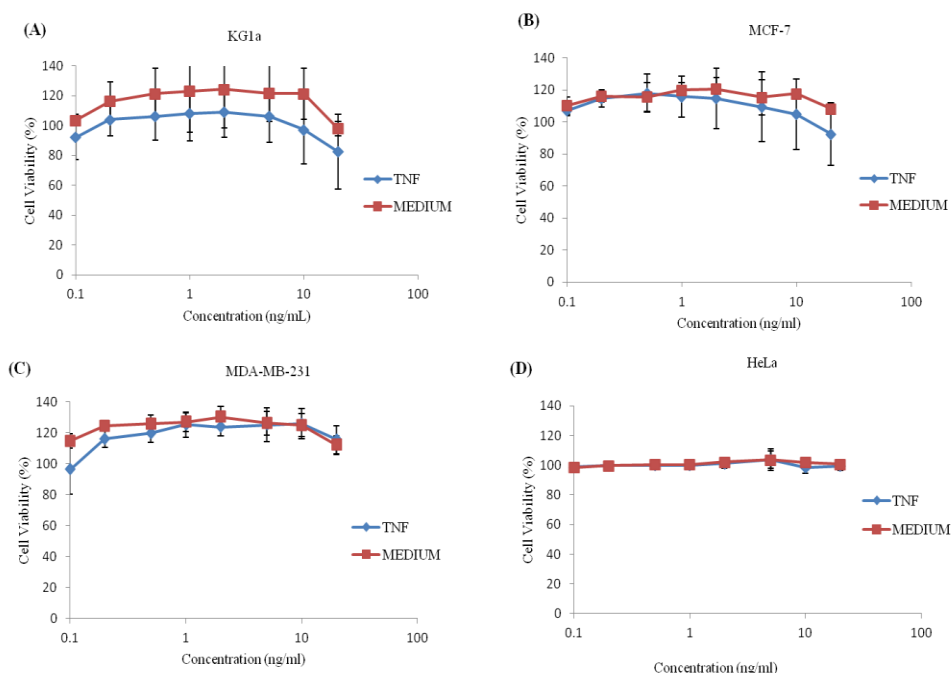 (A)
KG1a
Cell Viability (%)
140
120
100
80
60
40
20
0
0.1
1
10
100
Concentration (ng/mL)
TNF
MEDIUM
(B)
MCF-7
Cell Viability (%)
140
120
100
80
60
40
20
0
0.1
1
10
100
Concentration (ng/ml)
TNF
MEDIUM
(C)
MDA-MB-231
Cell Viability (%)
140
120
100
80
60
40
20
0
0.1
1
10
100
Concentration (ng/ml)
TNF
MEDIUM
(D)
HeLa
Cell Viability (%)
140
120
100
80
60
40
20
0
0.1
1
10
100
Concentration (ng/ml)
TNF
MEDIUM